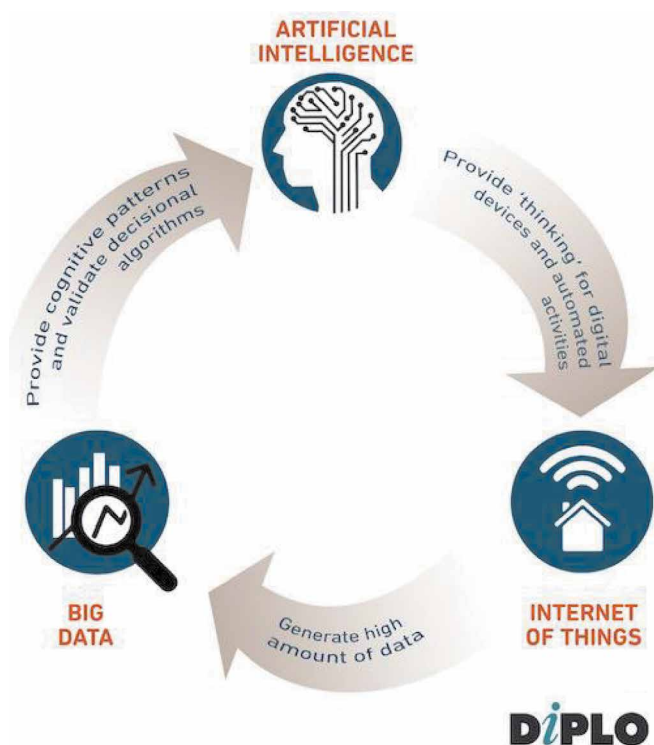 ARTIFICIAL
INTELLIGENCE
Provide 'thinking' for digital
devices and automated
activities
INTERNET
OF THINGS
Generate high
amount of data
BIG
DATA
Provide cognitive patterns
and validate decisional
algorithms
DiPLO